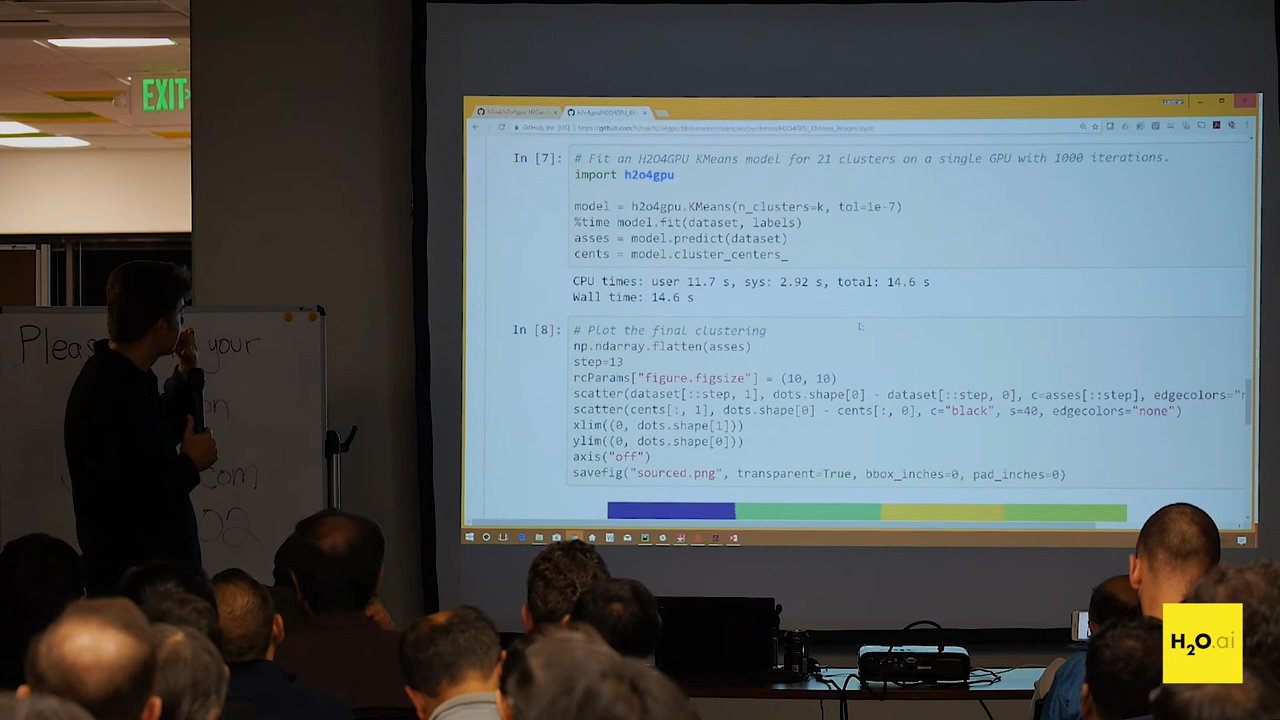 EXIT
In [7]: # Fit an H2O4GPU KMeans model for 21 clusters on a single GPU with 1000 iterations.
import h2o4gpu
model = h2o4gpu.KMeans(n_clusters=k, tol=1e-7)
%time model.fit(dataset, labels)
asses = model.predict(dataset)
cents = model.cluster_centers_
CPU times: user 11.7 s, sys: 2.92 s, total: 14.6 s
Wall time: 14.6 s
In [8]: # Plot the final clustering
np.ndarray.flatten(asses)
step=13
rcParams["figure.figsize"] = (10, 10)
scatter(dataset[::step, 1], dots.shape[0] - dataset[::step, 0], c=asses[::step], edgecolors="n
scatter(cents[:, 1], dots.shape[0] - cents[:, 0], c="black", s=40, edgecolors="none")
xlim((0, dots.shape[1]))
ylim((0, dots.shape[0]))
axis("off")
savefig("sourced.png", transparent=True, bbox_inches=0, pad_inches=0)
Pleas your
on
com
02
H2O.ai